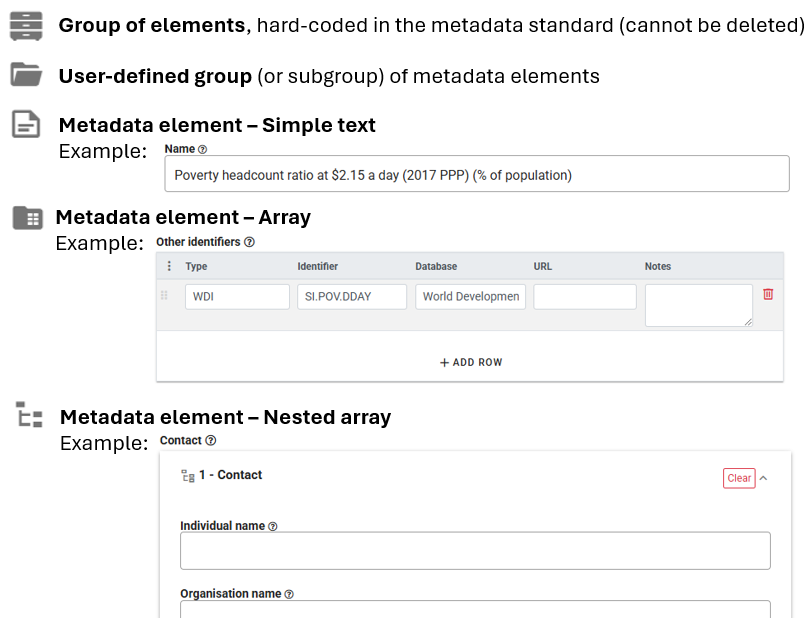 Group of elements, hard-coded in the metadata standard (cannot be deleted)
User-defined group (or subgroup) of metadata elements
Metadata element – Simple text
Example: Name
Poverty headcount ratio at $2.15 a day (2017 PPP) (% of population)
Metadata element – Array
Example: Other identifiers
Type Identifier Database URL Notes
WDI SI.POV.DDAY World Developmen
+ ADD ROW
Metadata element – Nested array
Example: Contact
1 - Contact Clear
Individual name
Organisation name